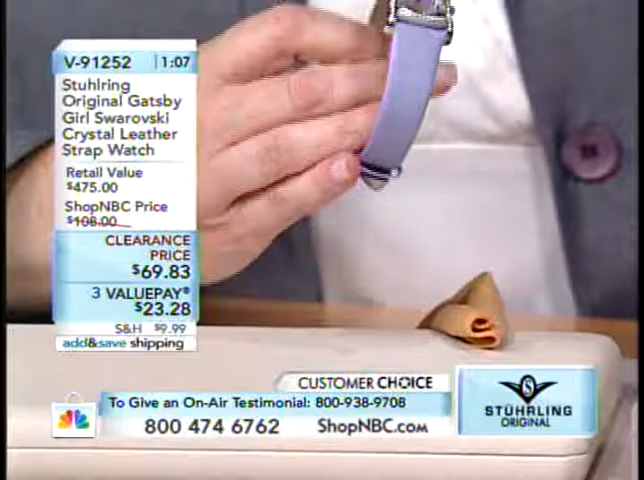 V-91252 1:07
Stuhlring
Original Gatsby
Girl Swarovski
Crystal Leather
Strap Watch
Retail Value
$475.00
ShopNBC Price
$108.00
CLEARANCE
PRICE
$69.83
3 VALUEPAY®
$23.28
S&H $9.99
add&save shipping
CUSTOMER CHOICE
To Give an On-Air Testimonial: 800-938-9708
800 474 6762 ShopNBC.com
S
STÜHRLING
ORIGINAL